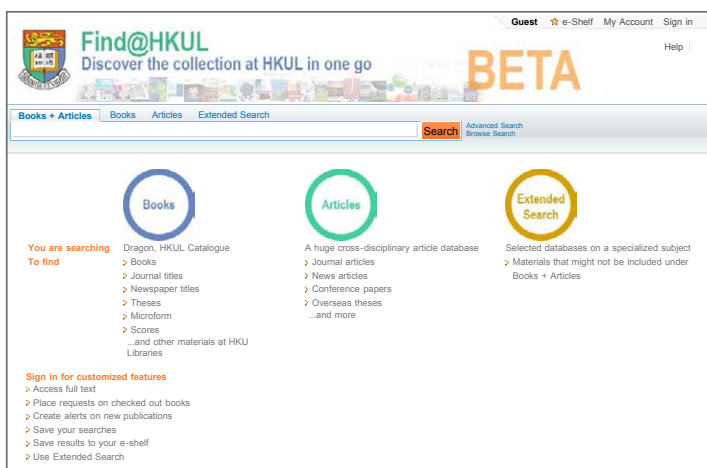 Guest e-Shelf My Account Sign in
Find@HKUL
Discover the collection at HKUL in one go
BETA
Help
Books + Articles Books Articles Extended Search
Search
Advanced Search
Browse Search
Books
Articles
Extended
Search
You are searching Dragon, HKUL Catalogue A huge cross-disciplinary article database Selected databases on a specialized subject
To find Books Journal articles Materials that might not be included under
Journal titles News articles Books + Articles
Newspaper titles Conference papers
Theses Overseas theses
Microform ...and more
Scores
...and other materials at HKU
Libraries
Sign in for customized features
Access full text
Place requests on checked out books
Create alerts on new publications
Save your searches
Save results to your e-shelf
Use Extended Search